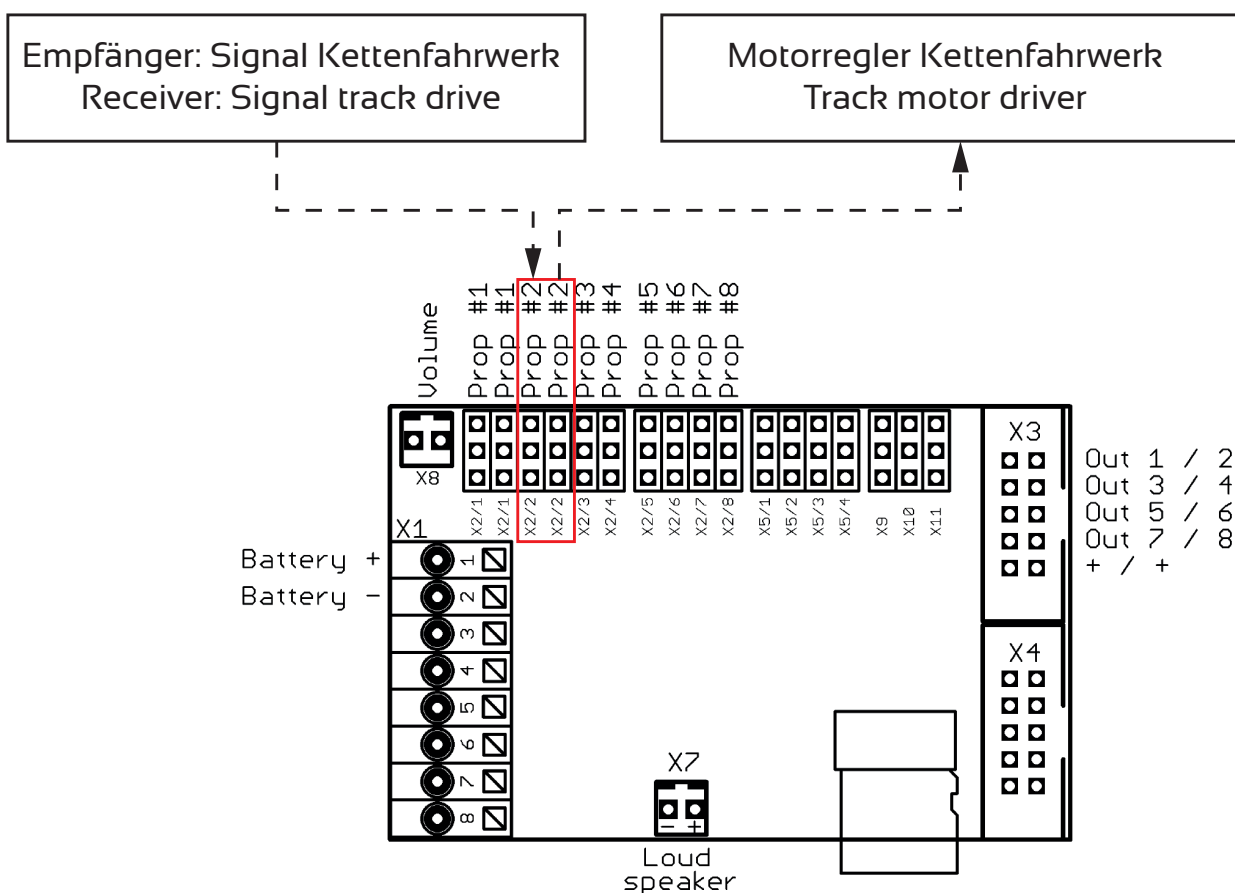 Empfänger: Signal Kettenfahrwerk
Receiver: Signal track drive
Motorregler Kettenfahrwerk
Track motor driver
Volume
Prop #1
Prop #1
Prop #2
Prop #2
Prop #3
Prop #4
Prop #5
Prop #6
Prop #7
Prop #8
X8
X2/1
X2/1
X2/2
X2/2
X2/3
X2/4
X2/5
X2/6
X2/7
X2/8
X5/1
X5/2
X5/3
X5/4
X9
X10
X11
X3
Out 1 / 2
Out 3 / 4
Out 5 / 6
Out 7 / 8
+ / +
X1
Battery + 1
Battery - 2
3
4
5
6
7
8
X4
X7
- +
Loud
speaker